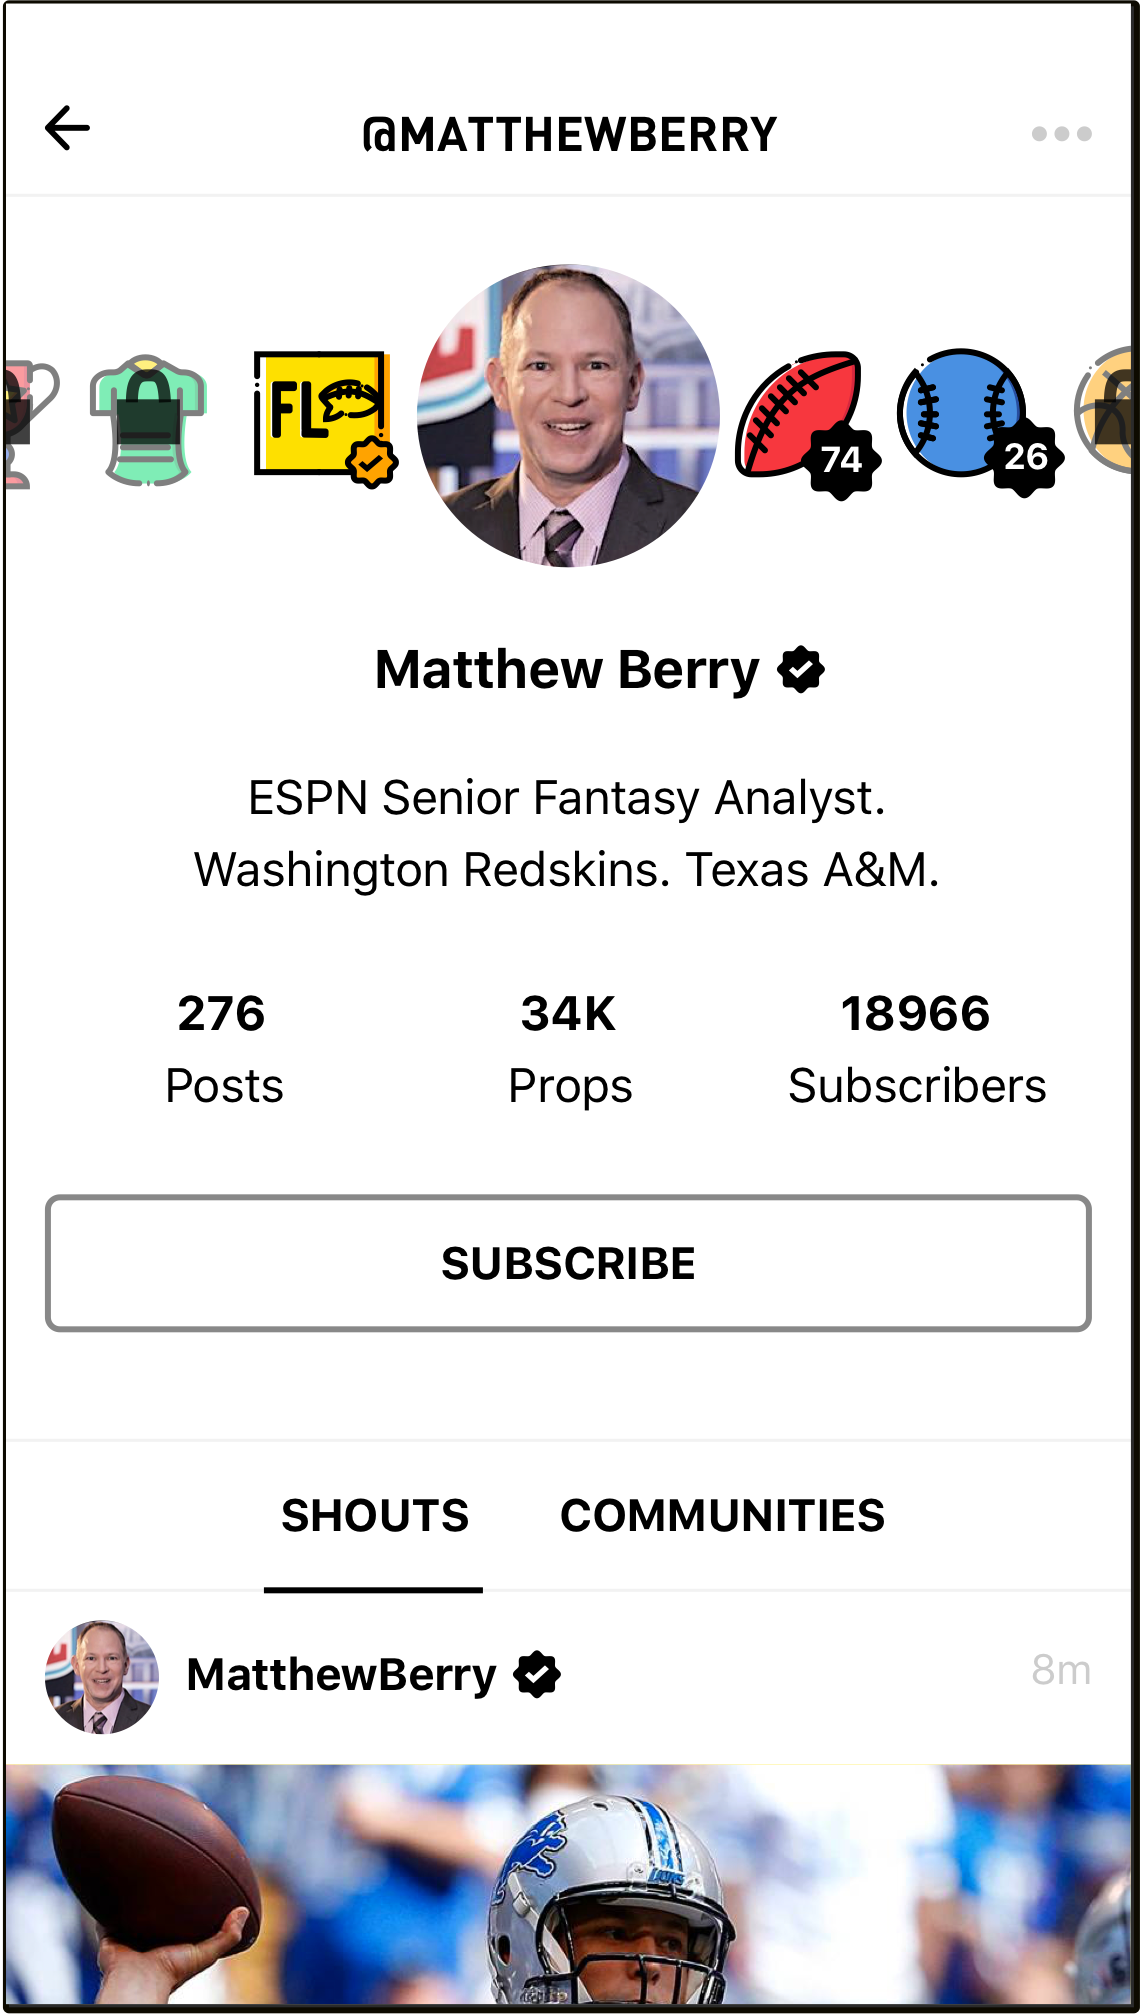 @MATTHEWBERRY
FL
74
26
Matthew Berry
ESPN Senior Fantasy Analyst.
Washington Redskins. Texas A&M.
276
34K
18966
Posts
Props
Subscribers
SUBSCRIBE
SHOUTS
COMMUNITIES
MatthewBerry
8m
LIONS